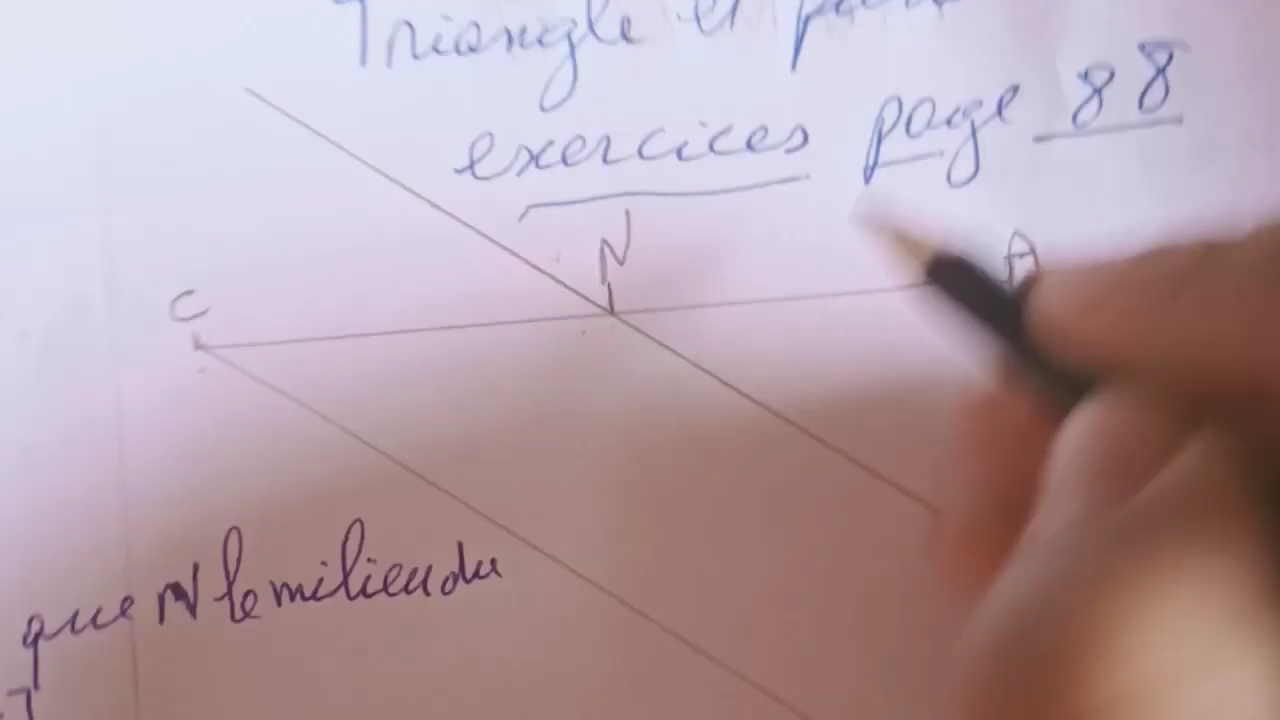 Triangle et
exercices page 88
N
A
C
que N le milieu du